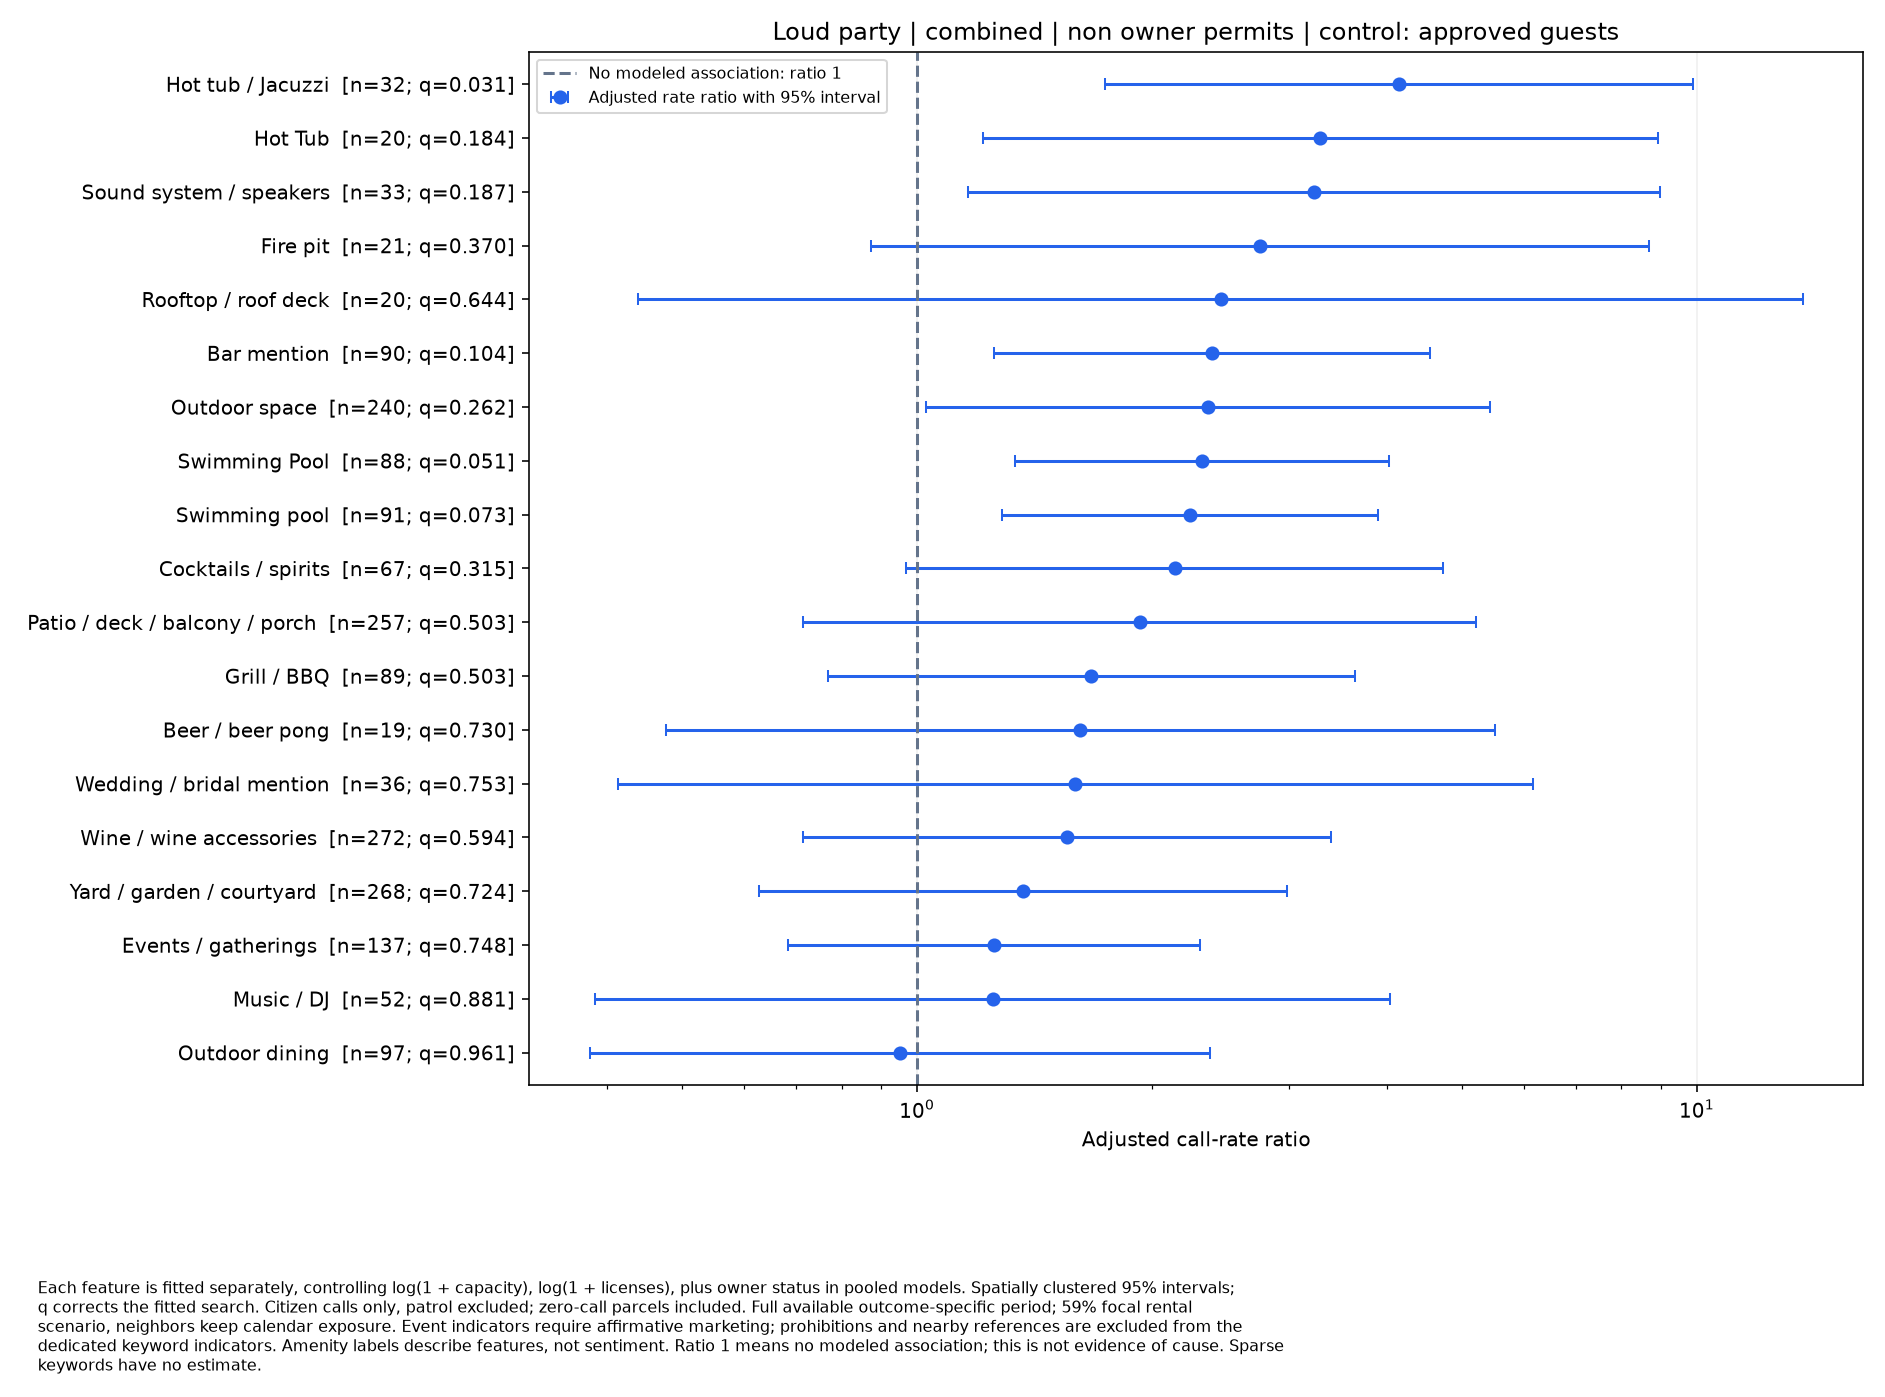 Loud party | combined | non owner permits | control: approved guests
No modeled association: ratio 1
Adjusted rate ratio with 95% interval
Hot tub / Jacuzzi [n=32; q=0.031]
Hot Tub [n=20; q=0.184]
Sound system / speakers [n=33; q=0.187]
Fire pit [n=21; q=0.370]
Rooftop / roof deck [n=20; q=0.644]
Bar mention [n=90; q=0.104]
Outdoor space [n=240; q=0.262]
Swimming Pool [n=88; q=0.051]
Swimming pool [n=91; q=0.073]
Cocktails / spirits [n=67; q=0.315]
Patio / deck / balcony / porch [n=257; q=0.503]
Grill / BBQ [n=89; q=0.503]
Beer / beer pong [n=19; q=0.730]
Wedding / bridal mention [n=36; q=0.753]
Wine / wine accessories [n=272; q=0.594]
Yard / garden / courtyard [n=268; q=0.724]
Events / gatherings [n=137; q=0.748]
Music / DJ [n=52; q=0.881]
Outdoor dining [n=97; q=0.961]
10⁰ 10¹
Adjusted call-rate ratio
Each feature is fitted separately, controlling log(1 + capacity), log(1 + licenses), plus owner status in pooled models. Spatially clustered 95% intervals;
q corrects the fitted search. Citizen calls only, patrol excluded; zero-call parcels included. Full available outcome-specific period; 59% focal rental
scenario, neighbors keep calendar exposure. Event indicators require affirmative marketing; prohibitions and nearby references are excluded from the
dedicated keyword indicators. Amenity labels describe features, not sentiment. Ratio 1 means no modeled association; this is not evidence of cause. Sparse
keywords have no estimate.